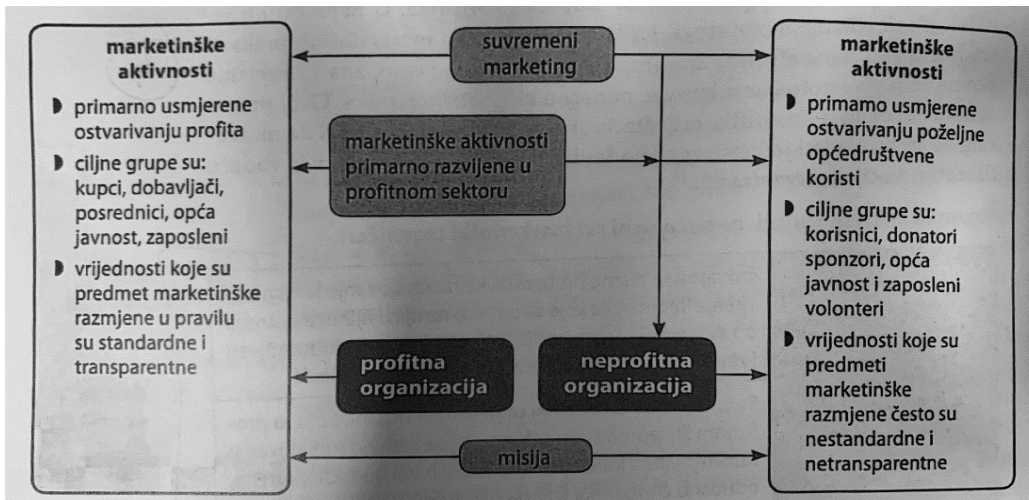 marketinške
aktivnosti
primarno usmjerene
ostvarivanju profita
ciljne grupe su:
kupci, dobavljači,
posrednici, opća
javnost, zaposleni
vrijednosti koje su
predmet marketinške
razmjene u pravilu
su standardne i
transparentne
suvremeni
marketing
marketinške aktivnosti
primarno razvijene u
profitnom sektoru
profitna
organizacija
neprofitna
organizacija
misija
marketinške
aktivnosti
primamo usmjerene
ostvarivanju poželjne
općedruštvene
koristi
ciljne grupe su:
korisnici, donatori
sponzori, opća
javnost i zaposleni
volonteri
vrijednosti koje su
predmeti
marketinške
razmjene često su
nestandardne i
netransparentne